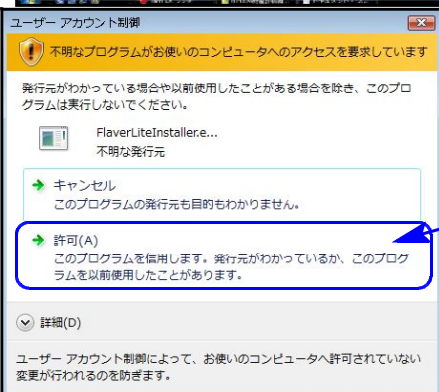 ユーザー アカウント制御
不明なプログラムがお使いのコンピュータへのアクセスを要求しています
発行元がわかっている場合や以前使用したことがある場合を除き、このプロ
グラムは実行しないでください。
FlaverLiteInstaller.e...
不明な発行元
キャンセル
このプログラムの発行元も目的もわかりません。
許可(A)
このプログラムを信用します。発行元がわかっているか、このプログ
ラムを以前使用したことがあります。
詳細(D)
ユーザー アカウント制御によって、お使いのコンピュータへ許可されていない
変更が行われるのを防ぎます。